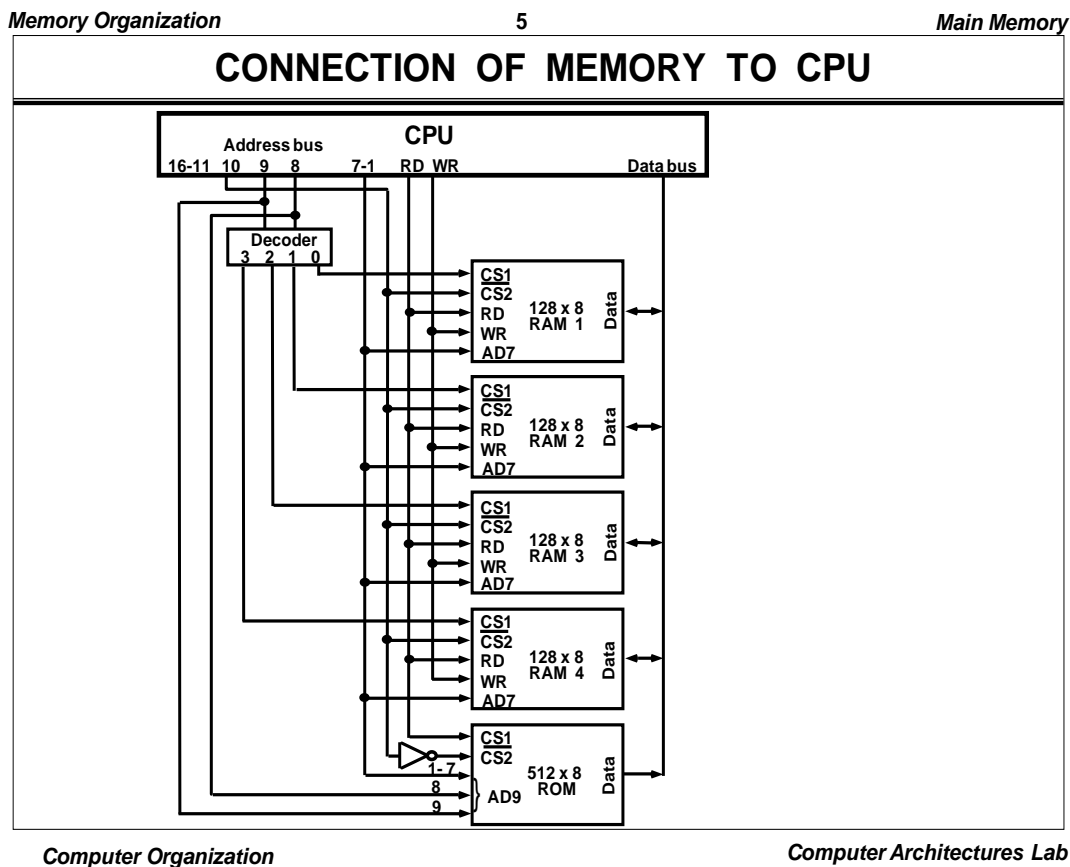 Memory Organization 5 Main Memory
CONNECTION OF MEMORY TO CPU
CPU
Address bus
16-11 10 9 8 7-1 RD WR Data bus
Decoder
3 2 1 0
CS1
CS2
RD
WR
AD7
128 x 8
RAM 1
Data
CS1
CS2
RD
WR
AD7
128 x 8
RAM 2
Data
CS1
CS2
RD
WR
AD7
128 x 8
RAM 3
Data
CS1
CS2
RD
WR
AD7
128 x 8
RAM 4
Data
CS1
CS2
1- 7
8
9
AD9
512 x 8
ROM
Data
Computer Organization Computer Architectures Lab